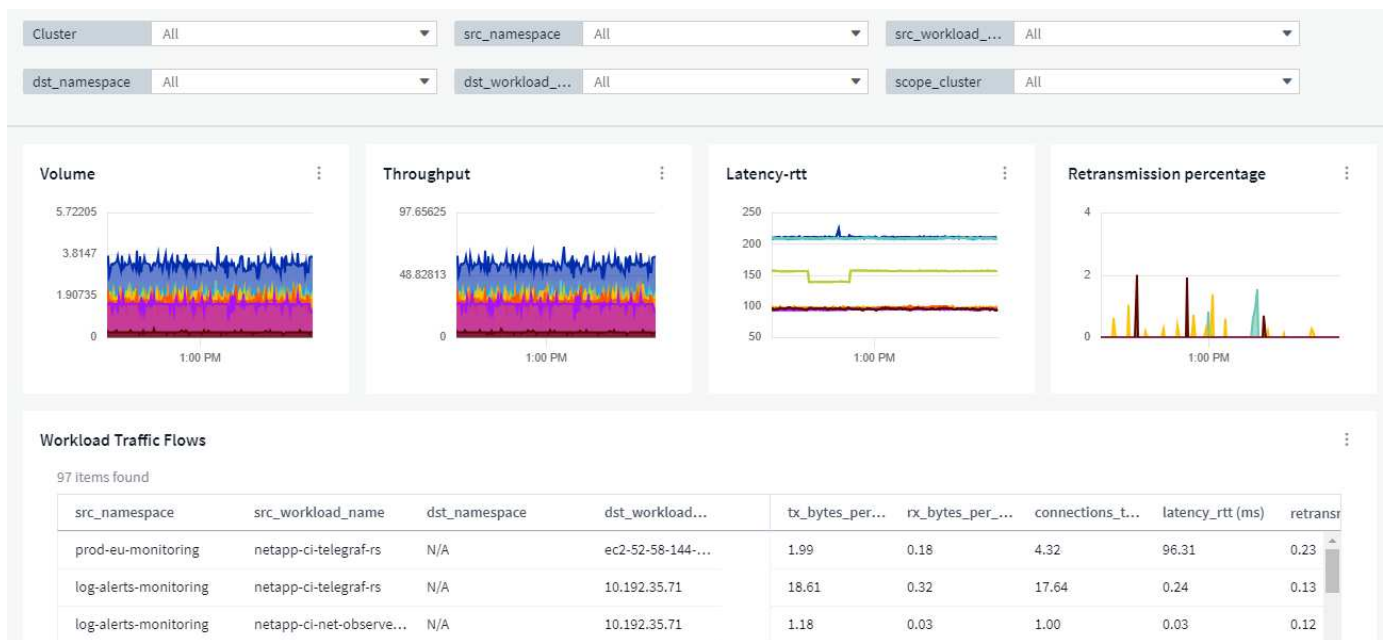 Cluster All src_namespace All src_workload_... All
dst_namespace All dst_workload_... All scope_cluster All
Volume Throughput Latency-rtt Retransmission percentage
5.72205
3.8147
1.90735
0
1:00 PM
97.65625
48.82813
0
1:00 PM
250
200
150
100
50
1:00 PM
4
2
0
1:00 PM
Workload Traffic Flows
97 items found
src_namespace src_workload_name dst_namespace dst_workload... tx_bytes_per... rx_bytes_per_... connections_t... latency_rtt (ms) retransr
prod-eu-monitoring netapp-ci-telegraf-rs N/A ec2-52-58-144-... 1.99 0.18 4.32 96.31 0.23
log-alerts-monitoring netapp-ci-telegraf-rs N/A 10.192.35.71 18.61 0.32 17.64 0.24 0.13
log-alerts-monitoring netapp-ci-net-observe... N/A 10.192.35.71 1.18 0.03 1.00 0.03 0.12